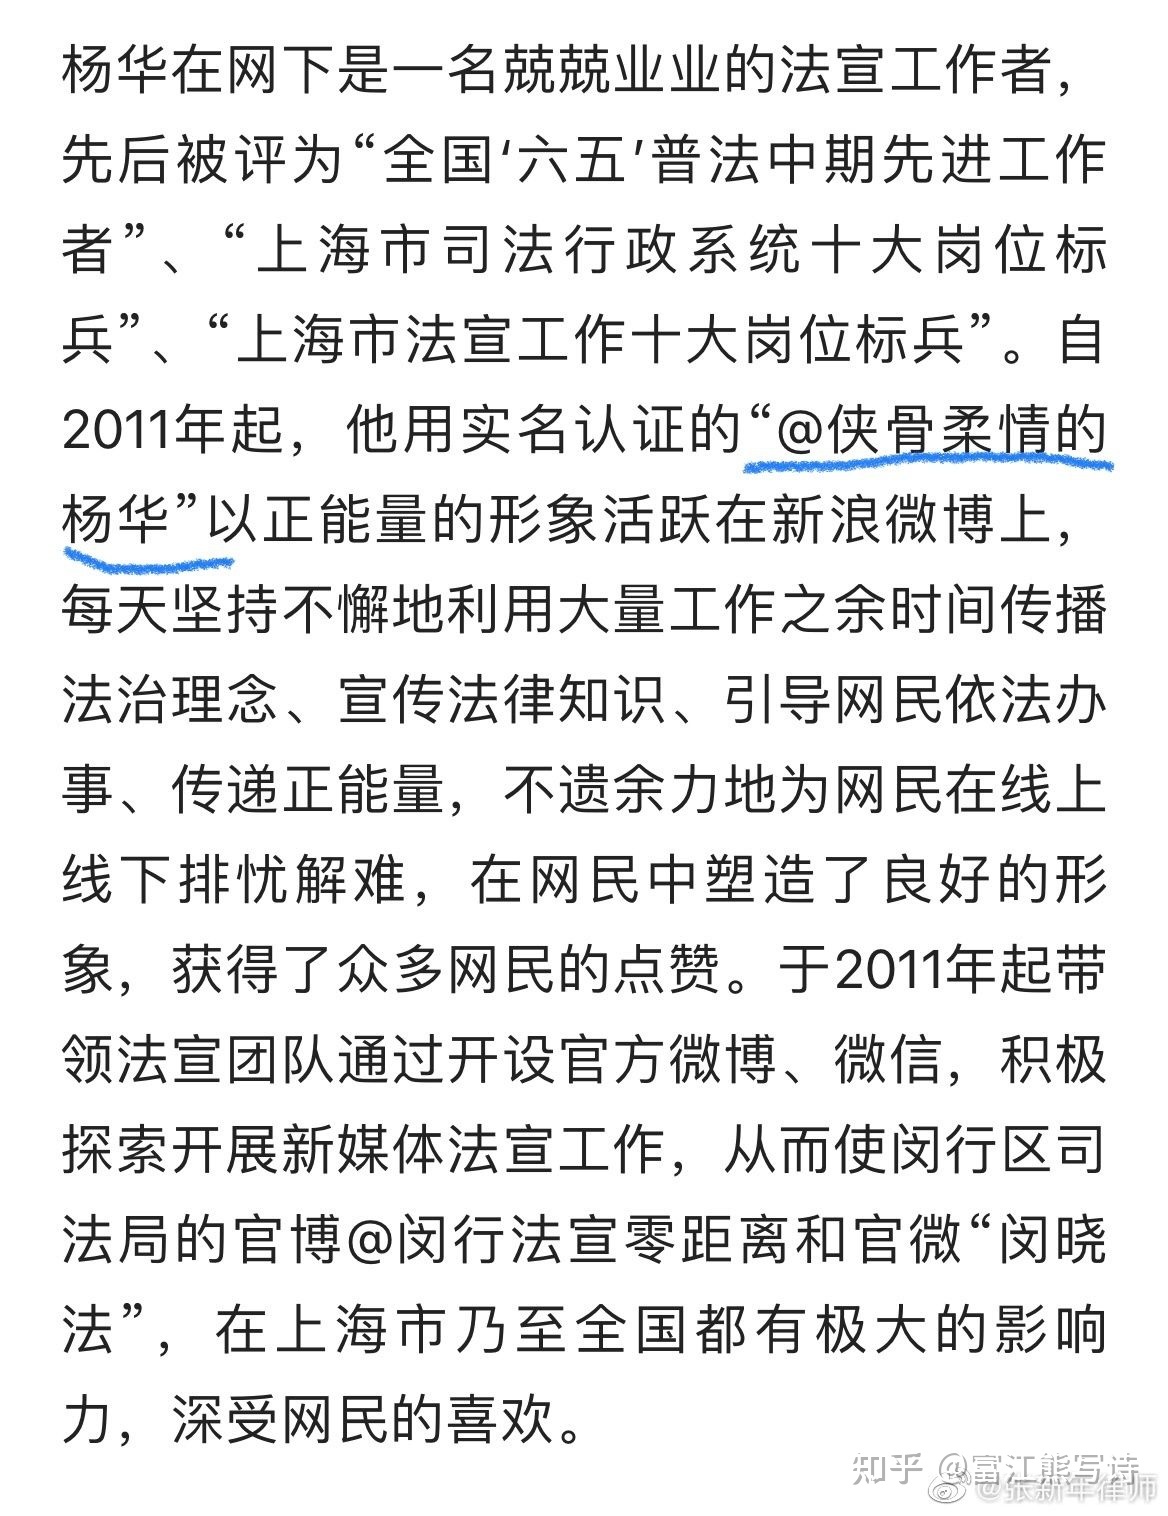 杨华在网下是一名兢兢业业的法宣工作者，
先后被评为“全国‘六五’普法中期先进工作
者”、“上海市司法行政系统十大岗位标
兵”、“上海市法宣工作十大岗位标兵”。自
2011年起，他用实名认证的“@侠骨柔情的
杨华”以正能量的形象活跃在新浪微博上，
每天坚持不懈地利用大量工作之余时间传播
法治理念、宣传法律知识、引导网民依法办
事、传递正能量，不遗余力地为网民在线上
线下排忧解难，在网民中塑造了良好的形
象，获得了众多网民的点赞。于2011年起带
领法宣团队通过开设官方微博、微信，积极
探索开展新媒体法宣工作，从而使闵行区司
法局的官博@闵行法宣零距离和官微“闵晓
法”，在上海市乃至全国都有极大的影响
力，深受网民的喜欢。
知乎 @富江熊写诗
@张新年律师